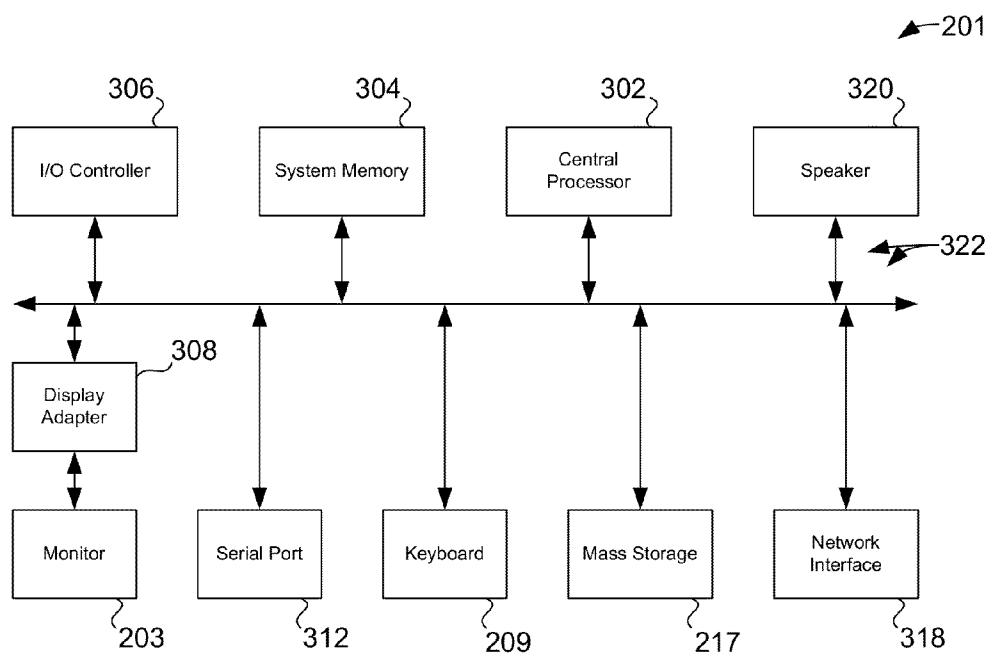 201
306
304
302
320
I/O Controller
System Memory
Central
Processor
Speaker
322
308
Display
Adapter
Monitor
Serial Port
Keyboard
Mass Storage
Network
Interface
203
312
209
217
318